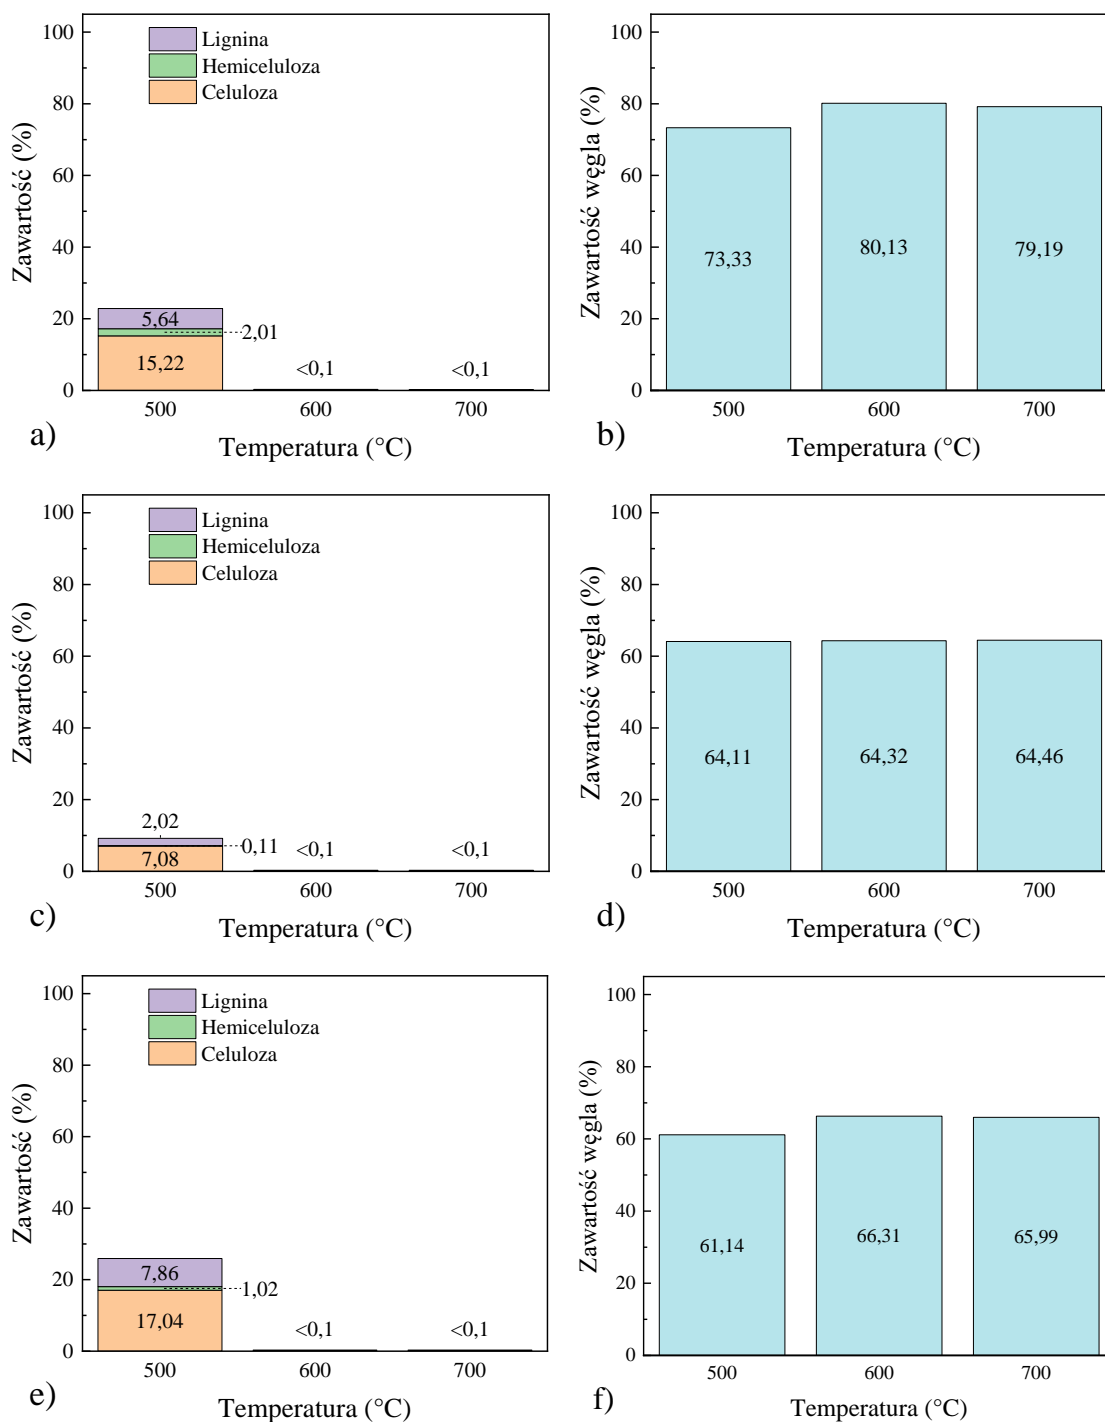 100
80
60
40
20
0
Zawartość (%)
Lignina
Hemiceluloza
Celuloza
5,64
2,01
15,22
<0,1
<0,1
500
600
700
Temperatura (°C)
a)
100
80
60
40
20
0
Zawartość węgla (%)
73,33
80,13
79,19
500
600
700
Temperatura (°C)
b)
100
80
60
40
20
0
Zawartość (%)
Lignina
Hemiceluloza
Celuloza
2,02
0,11
7,08
<0,1
<0,1
500
600
700
Temperatura (°C)
c)
100
80
60
40
20
0
Zawartość węgla (%)
64,11
64,32
64,46
500
600
700
Temperatura (°C)
d)
100
80
60
40
20
0
Zawartość (%)
Lignina
Hemiceluloza
Celuloza
7,86
1,02
17,04
<0,1
<0,1
500
600
700
Temperatura (°C)
e)
100
80
60
40
20
0
Zawartość węgla (%)
61,14
66,31
65,99
500
600
700
Temperatura (°C)
f)